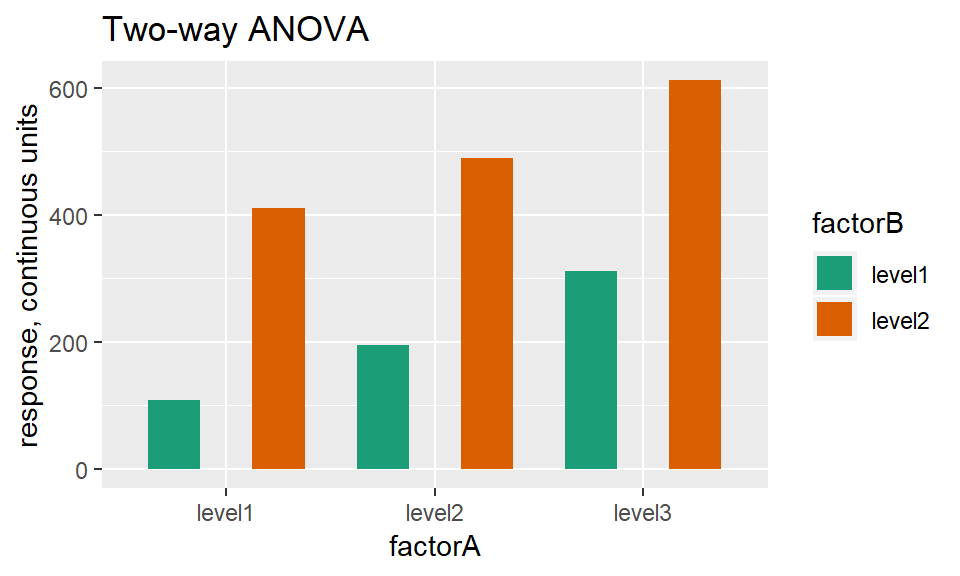 Two-way ANOVA
response, continuous units
600
400
200
0
level1
level2
level3
factorA
factorB
level1
level2